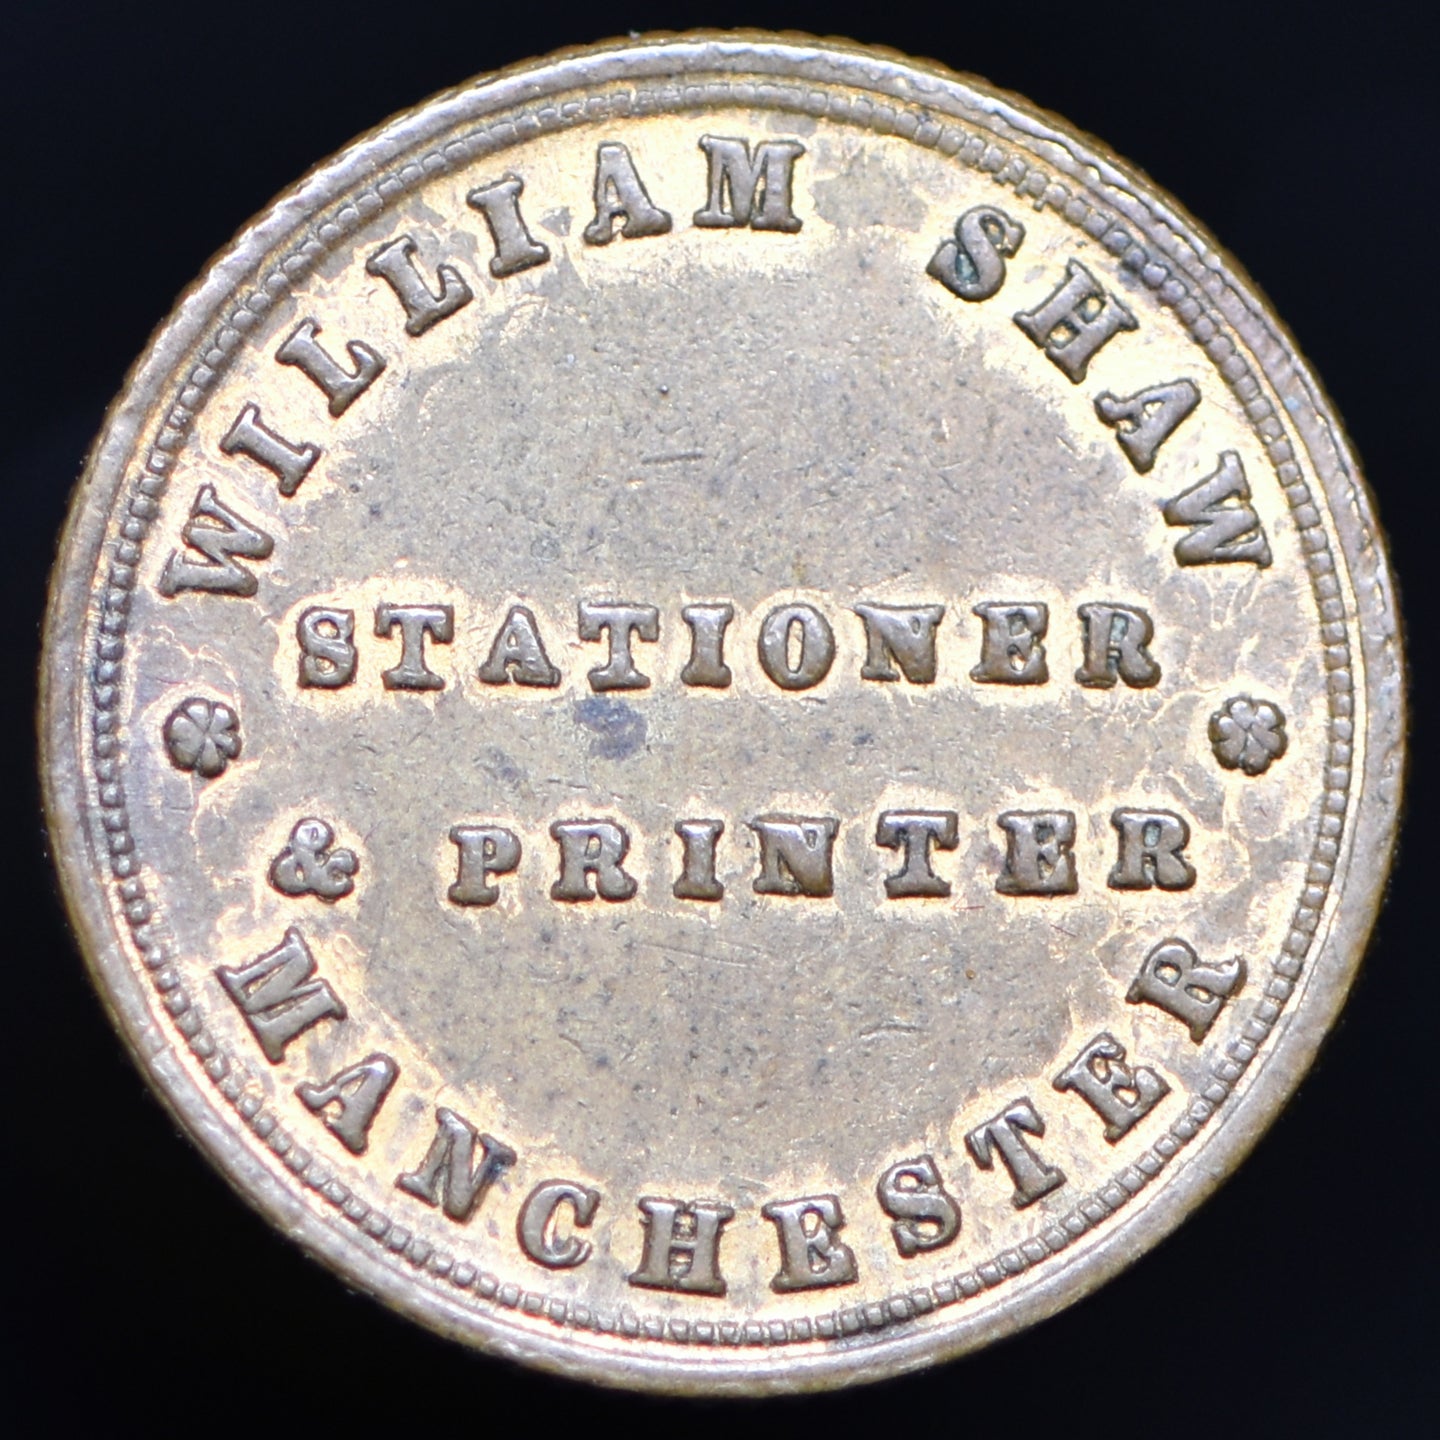 WILLIAM SHAW
STATIONER
& PRINTER
MANCHESTER